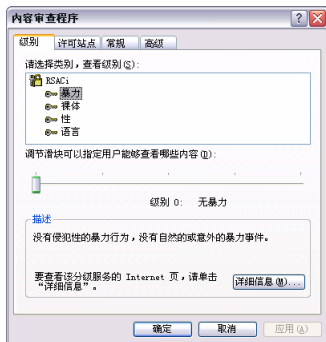 内容审查程序
级别 许可站点 常规 高级
请选择类别，查看级别(S):
RSACi
暴力
裸体
性
语言
调节滑块可以指定用户能够查看哪些内容(D):
级别 0: 无暴力
描述
没有侵犯性的暴力行为，没有自然的或意外的暴力事件。
要查看该分级服务的 Internet 页，请单击
“详细信息”。
详细信息(M)...
确定 取消 应用(A)